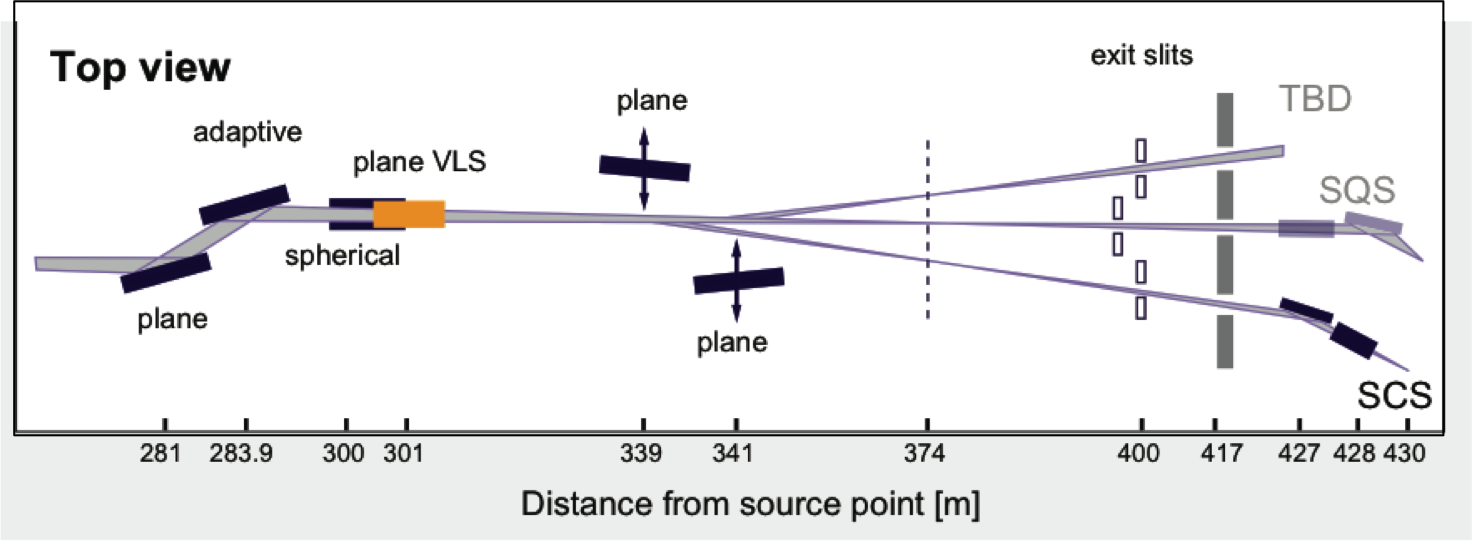 Top view
exit slits
TBD
plane
adaptive
plane VLS
SQS
spherical
plane
plane
SCS
281 283.9 300 301 339 341 374 400 417 427 428 430
Distance from source point [m]